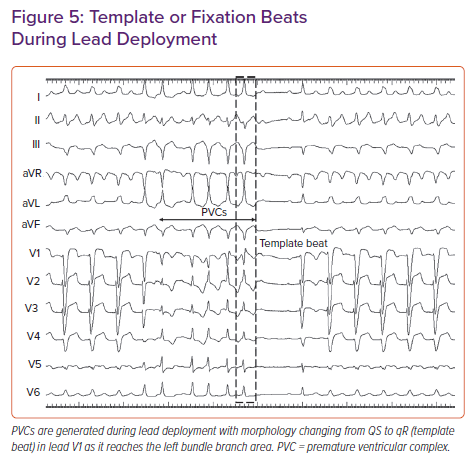 Figure 5: Template or Fixation Beats
During Lead Deployment
I
II
III
aVR
aVL
PVCs
aVF
Template beat
V1
V2
V3
V4
V5
V6
PVCs are generated during lead deployment with morphology changing from QS to qR (template
beat) in lead V1 as it reaches the left bundle branch area. PVC = premature ventricular complex.